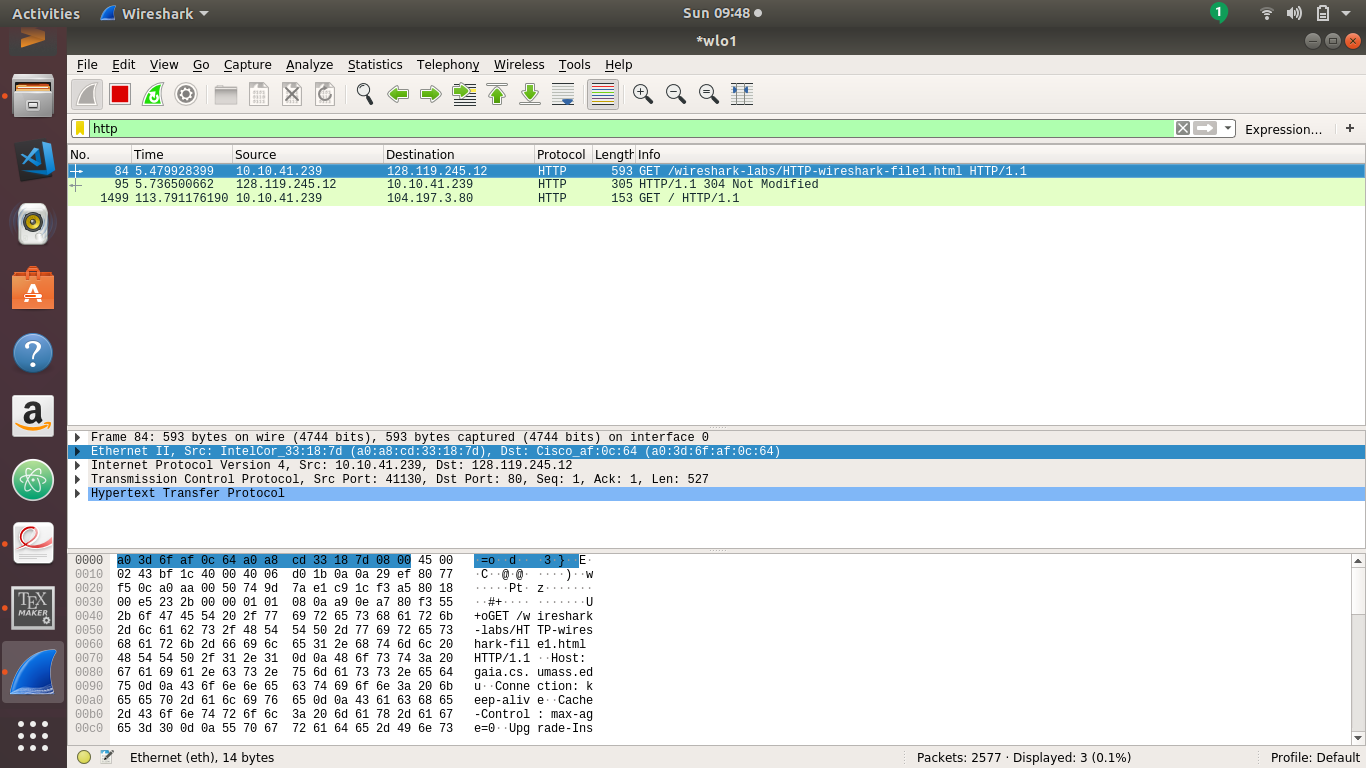 Activities Wireshark Sun 09:48 1
*wlo1
File Edit View Go Capture Analyze Statistics Telephony Wireless Tools Help
http Expression… +
No. Time Source Destination Protocol Length Info
84 5.479928399 10.10.41.239 128.119.245.12 HTTP 593 GET /wireshark-labs/HTTP-wireshark-file1.html HTTP/1.1
95 5.736500662 128.119.245.12 10.10.41.239 HTTP 305 HTTP/1.1 304 Not Modified
1499 113.791176190 10.10.41.239 104.197.3.80 HTTP 153 GET / HTTP/1.1
Frame 84: 593 bytes on wire (4744 bits), 593 bytes captured (4744 bits) on interface 0
Ethernet II, Src: IntelCor_33:18:7d (a0:a8:cd:33:18:7d), Dst: Cisco_af:0c:64 (a0:3d:6f:af:0c:64)
Internet Protocol Version 4, Src: 10.10.41.239, Dst: 128.119.245.12
Transmission Control Protocol, Src Port: 41130, Dst Port: 80, Seq: 1, Ack: 1, Len: 527
Hypertext Transfer Protocol
0000 a0 3d 6f af 0c 64 a0 a8 cd 33 18 7d 08 00 45 00 ·=o··d·· ·3·}··E·
0010 02 43 bf 1c 40 00 40 06 d0 1b 0a 0a 29 ef 80 77 ·C··@·@· ····)··w
0020 f5 0c a0 aa 00 50 74 9d 7a e1 c9 1c f3 a5 80 18 ·····Pt· z·······
0030 00 e5 23 2b 00 00 01 01 08 0a a9 0e a7 80 f3 55 ··#+···· ·······U
0040 2b 6f 47 45 54 20 2f 77 69 72 65 73 68 61 72 6b +oGET /w ireshark
0050 2d 6c 61 62 73 2f 48 54 54 50 2d 77 69 72 65 73 -labs/HT TP-wires
0060 68 61 72 6b 2d 66 69 6c 65 31 2e 68 74 6d 6c 20 hark-fil e1.html
0070 48 54 54 50 2f 31 2e 31 0d 0a 48 6f 73 74 3a 20 HTTP/1.1 ··Host:
0080 67 61 69 61 2e 63 73 2e 75 6d 61 73 73 2e 65 64 gaia.cs. umass.ed
0090 75 0d 0a 43 6f 6e 6e 65 63 74 69 6f 6e 3a 20 6b u··Conne ction: k
00a0 65 65 70 2d 61 6c 69 76 65 0d 0a 43 61 63 68 65 eep-aliv e··Cache
00b0 2d 43 6f 6e 74 72 6f 6c 3a 20 6d 61 78 2d 61 67 -Control : max-ag
00c0 65 3d 30 0d 0a 55 70 67 72 61 64 65 2d 49 6e 73 e=0··Upg rade-Ins
TEX
MAKER
Ethernet (eth), 14 bytes Packets: 2577 · Displayed: 3 (0.1%) Profile: Default